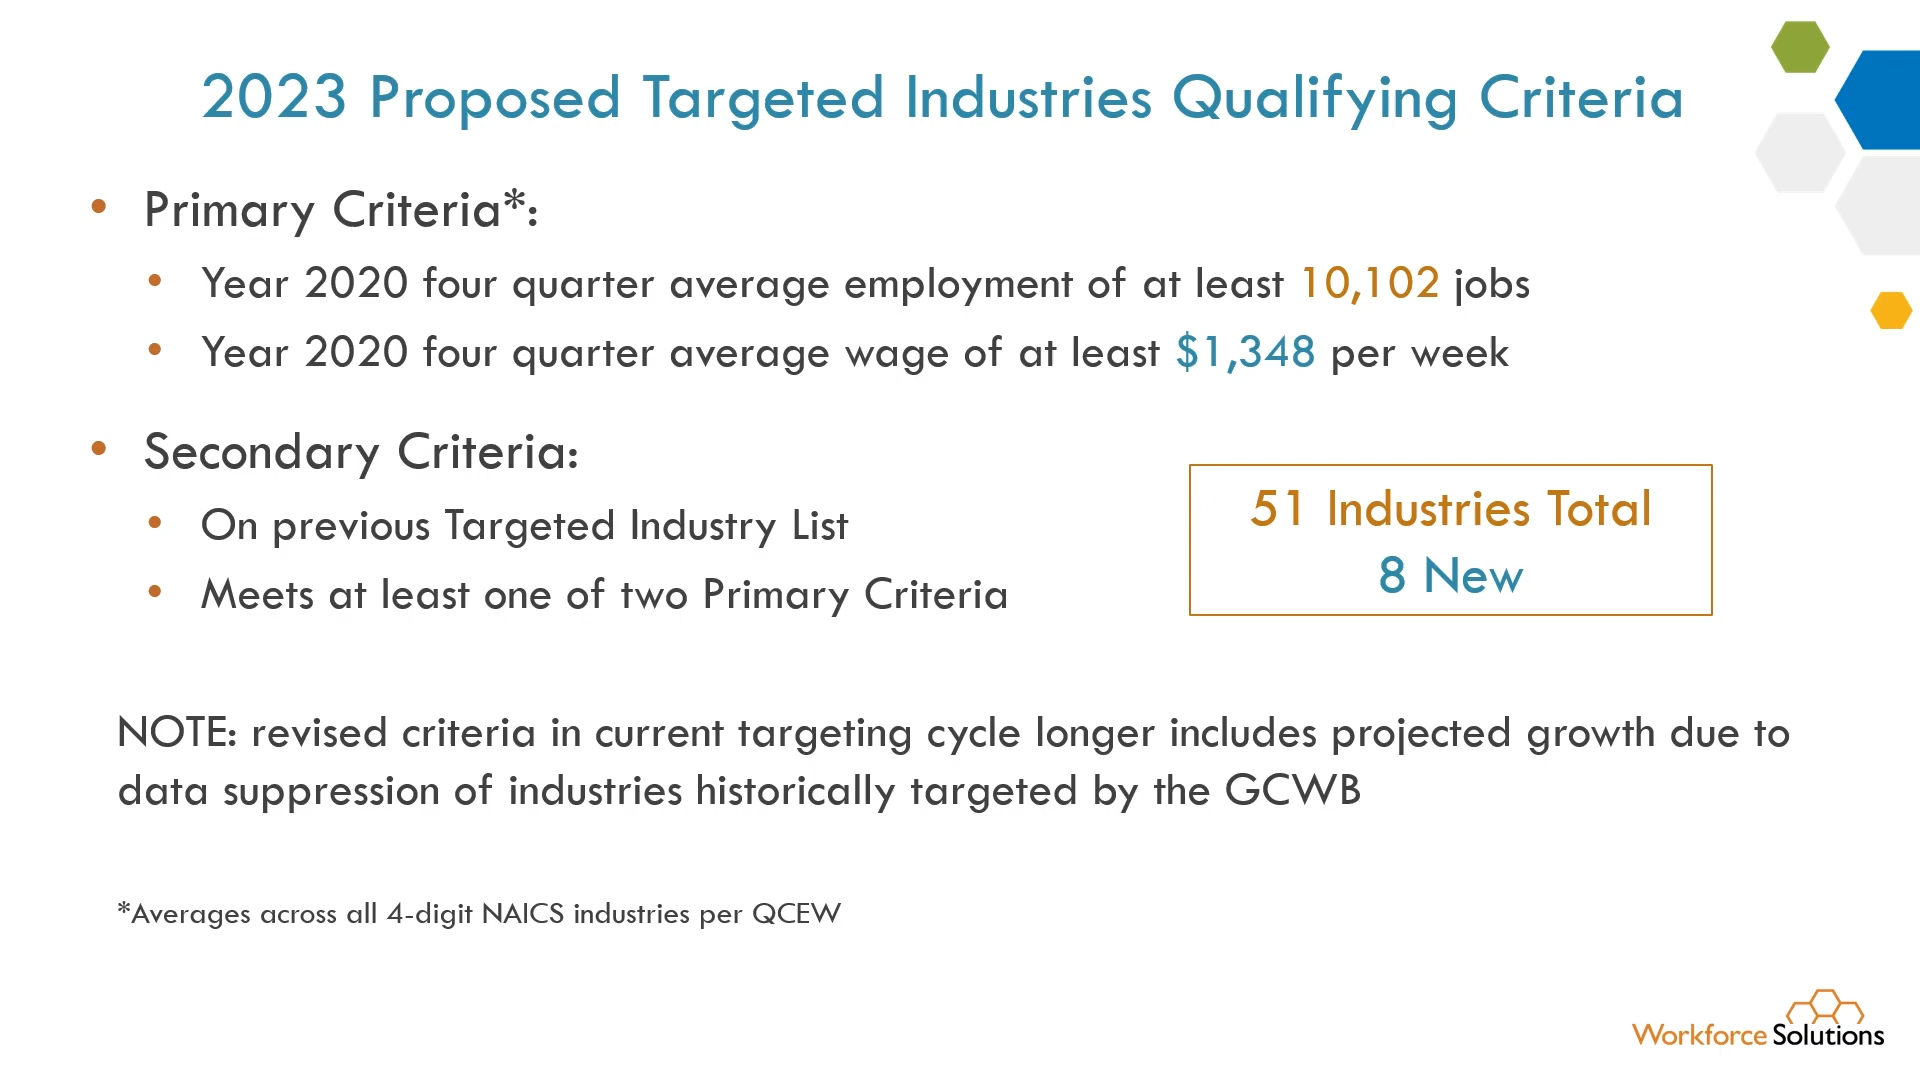 2023 Proposed Targeted Industries Qualifying Criteria
• Primary Criteria*:
• Year 2020 four quarter average employment of at least 10,102 jobs
• Year 2020 four quarter average wage of at least $1,348 per week
• Secondary Criteria:
• On previous Targeted Industry List
• Meets at least one of two Primary Criteria
51 Industries Total
8 New
NOTE: revised criteria in current targeting cycle longer includes projected growth due to
data suppression of industries historically targeted by the GCWB
*Averages across all 4-digit NAICS industries per QCEW
Workforce Solutions